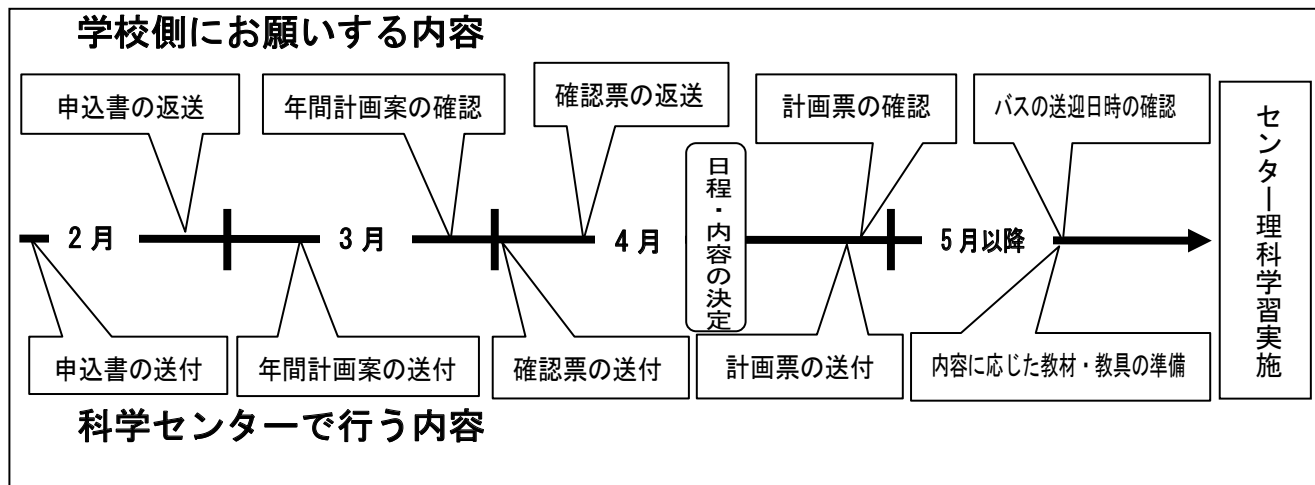 学校側にお願いする内容
申込書の返送
年間計画案の確認
確認票の返送
計画票の確認
バスの送迎日時の確認
2月
3月
4月
日程・内容の決定
5月以降
センター理科学習実施
申込書の送付
年間計画案の送付
確認票の送付
計画票の送付
内容に応じた教材・教具の準備
科学センターで行う内容